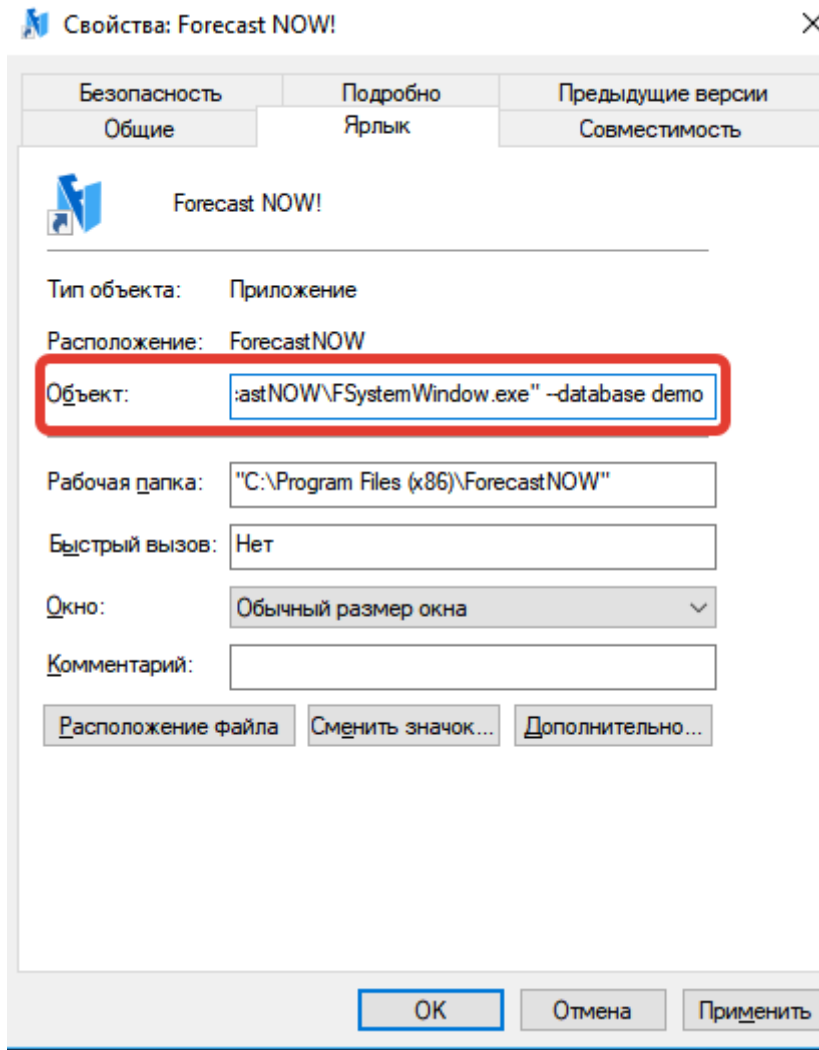 Свойства: Forecast NOW!
Безопасность Подробно Предыдущие версии
Общие Ярлык Совместимость
Forecast NOW!
Тип объекта: Приложение
Расположение: ForecastNOW
Объект: :astNOW\FSystemWindow.exe" --database demo
Рабочая папка: "C:\Program Files (x86)\ForecastNOW"
Быстрый вызов: Нет
Окно: Обычный размер окна
Комментарий:
Расположение файла Сменить значок... Дополнительно...
OK Отмена Применить